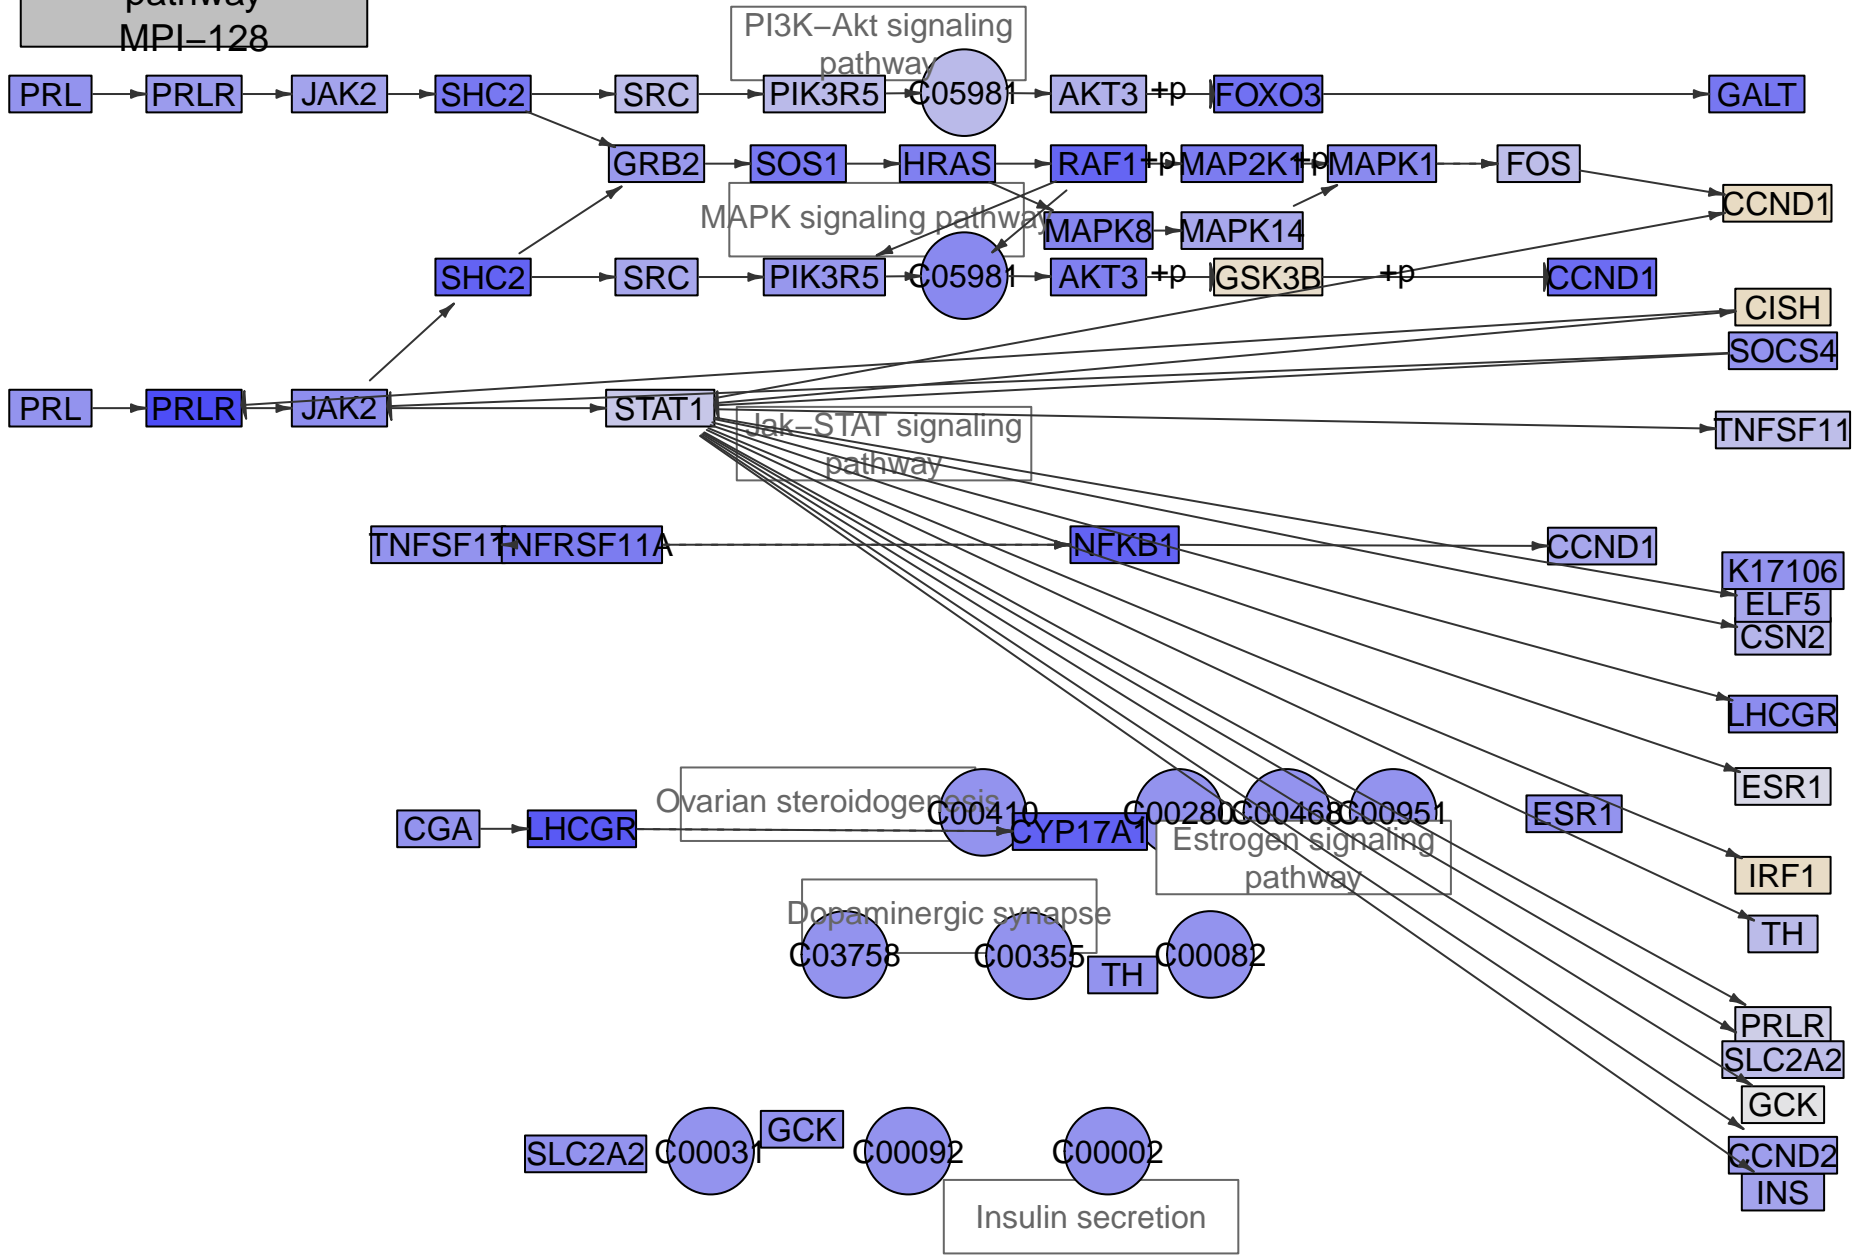 pathway
MPI−128
PI3K−Akt signaling
pathway
PRL
PRLR
JAK2
SHC2
SRC
PIK3R5
C05981
AKT3
+p
FOXO3
GALT
GRB2
SOS1
HRAS
RAF1
+p
MAP2K1
+p
MAPK1
FOS
CCND1
MAPK signaling pathway
MAPK8
MAPK14
SHC2
SRC
PIK3R5
C05981
AKT3
+p
GSK3B
+p
CCND1
CISH
SOCS4
PRL
PRLR
JAK2
STAT1
Jak−STAT signaling
pathway
TNFSF11
TNFSF11
TNFRSF11A
NFKB1
CCND1
K17106
ELF5
CSN2
LHCGR
ESR1
Ovarian steroidogenesis
C00410
C00280
C00468
C00951
ESR1
CGA
LHCGR
CYP17A1
Estrogen signaling
pathway
IRF1
Dopaminergic synapse
TH
C03758
C00355
TH
C00082
PRLR
SLC2A2
GCK
SLC2A2
C00031
GCK
C00092
C00002
CCND2
INS
Insulin secretion